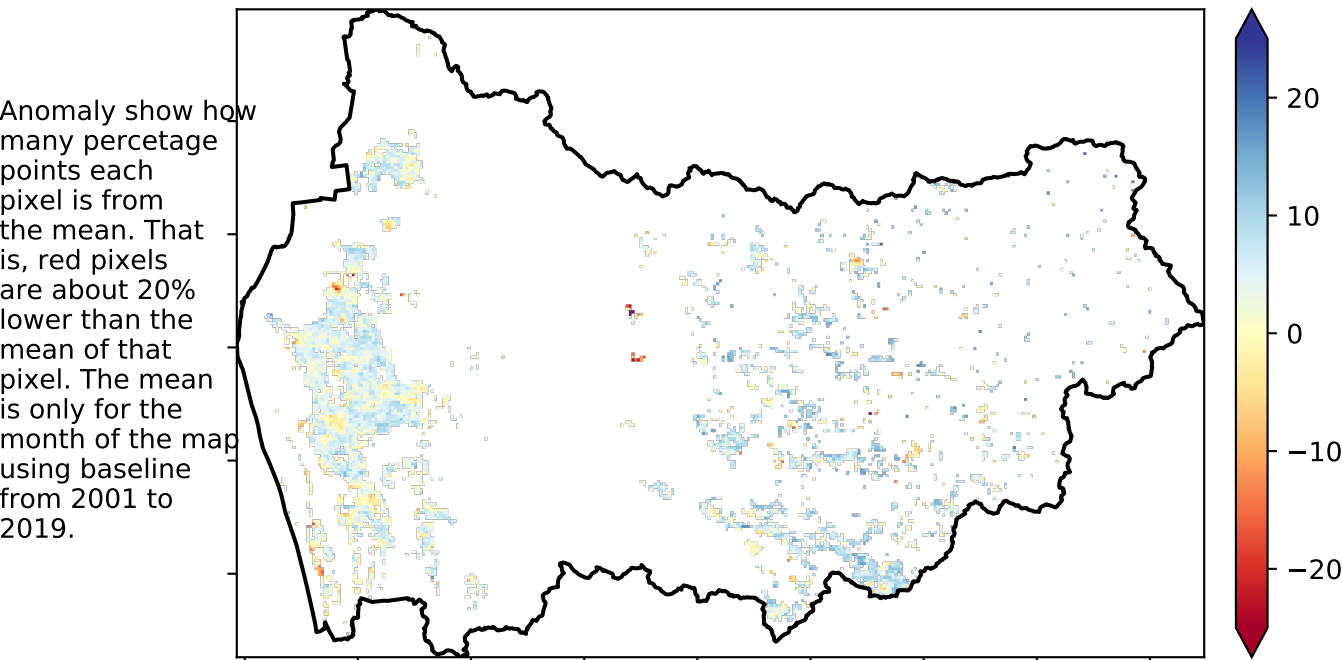 Anomaly show how
many percetage
points each
pixel is from
the mean. That
is, red pixels
are about 20%
lower than the
mean of that
pixel. The mean
is only for the
month of the map
using baseline
from 2001 to
2019.
20
10
0
−10
−20